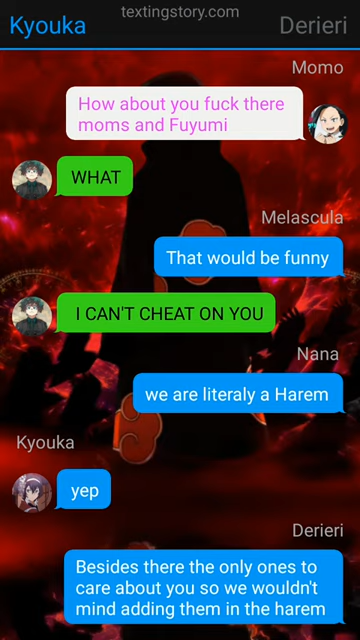 textingstory.com
Kyouka
Derieri
Momo
How about you fuck there
moms and Fuyumi
WHAT
Melascula
That would be funny
I CAN'T CHEAT ON YOU
Nana
we are literaly a Harem
Kyouka
yep
Derieri
Besides there the only ones to
care about you so we wouldn't
mind adding them in the harem